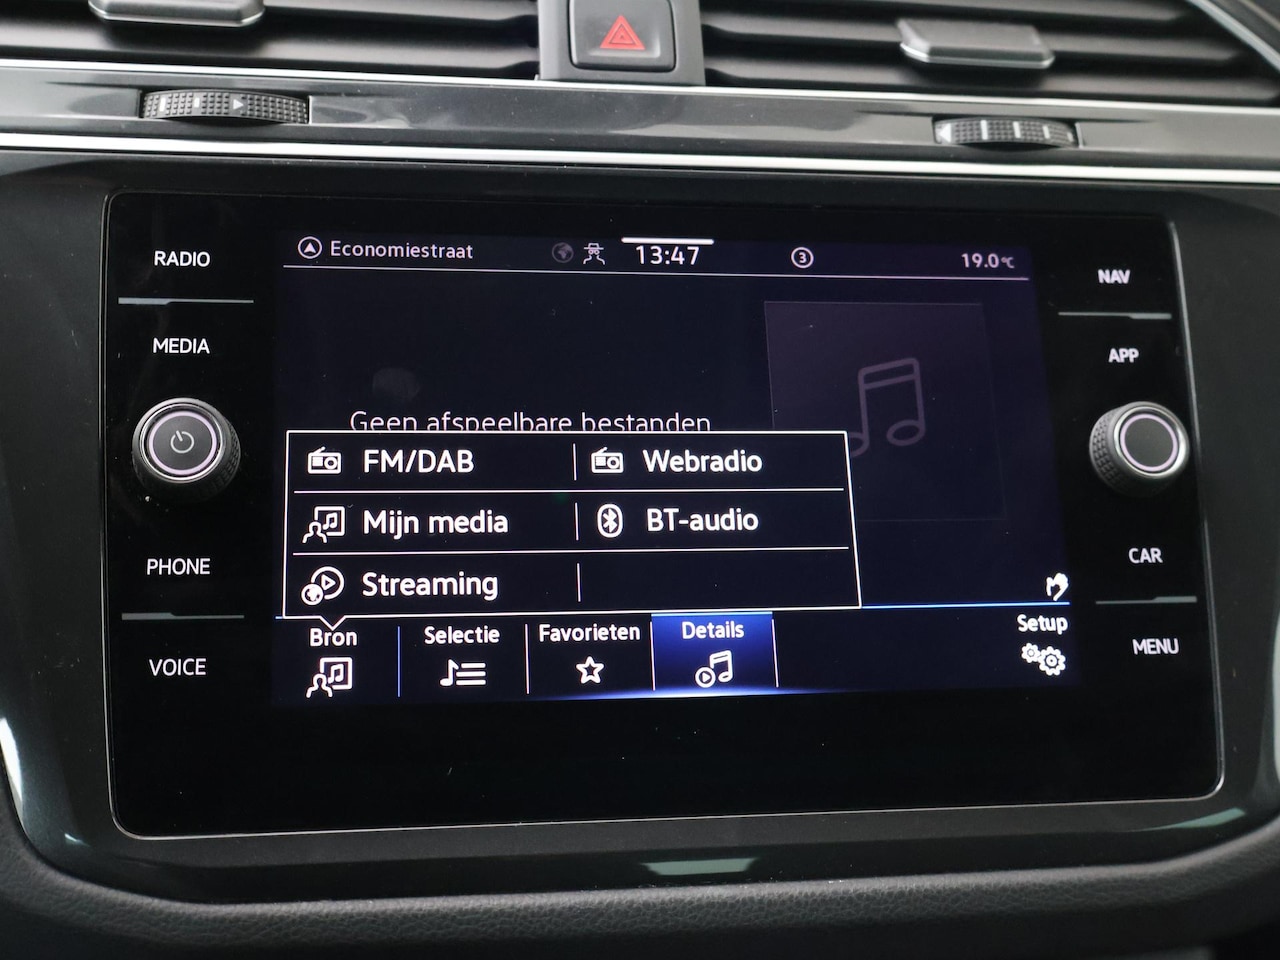 RADIO
MEDIA
PHONE
VOICE
Economiestraat
13:47
3
19.0°C
Geen afspeelbare bestanden
FM/DAB
Webradio
Mijn media
BT-audio
Streaming
Bron
Selectie
Favorieten
Details
Setup
NAV
APP
CAR
MENU